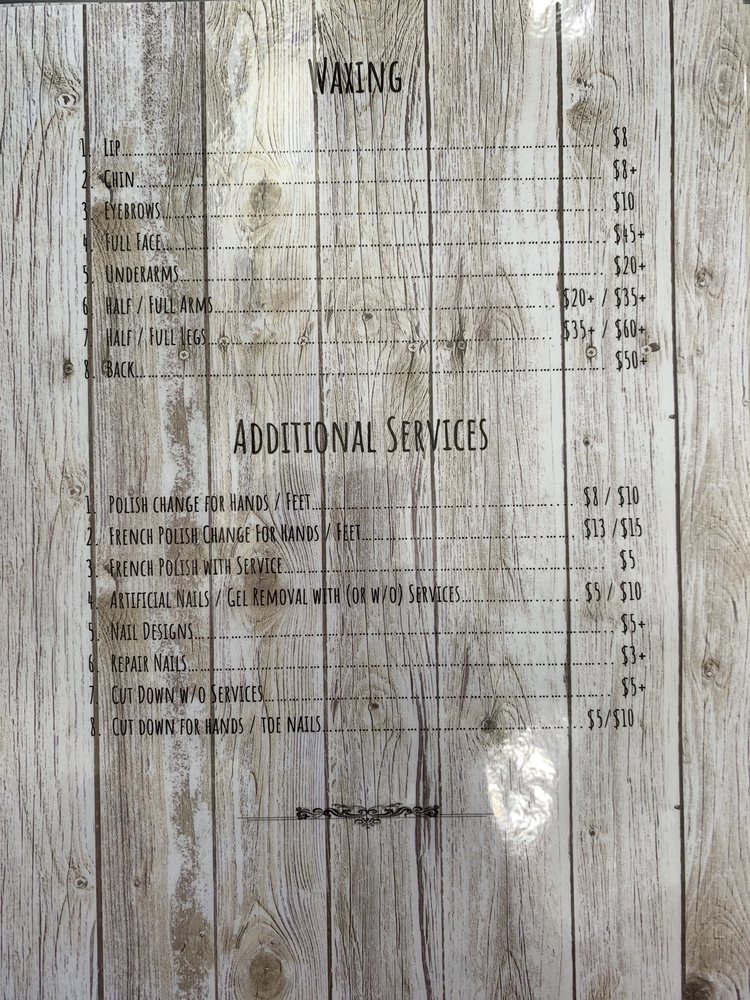 Waxing
1. Lip........ $8
2. Chin........ $8+
3. Eyebrows........ $10
4. Full Face........ $45+
5. Underarms........ $20+
6. Half / Full Arms........ $20+ / $35+
7. Half / Full Legs........ $35+ / $60+
8. Back........ $50+
Additional Services
1. Polish change for Hands / Feet........ $8 / $10
2. French Polish Change For Hands / Feet........ $13 /$15
3. French Polish with Service........ $5
4. Artificial Nails / Gel Removal with (or w/o) Services........ $5 / $10
5. Nail Designs........ $5+
6. Repair Nails........ $3+
7. Cut Down w/o Services........ $5+
8. Cut down for hands / toe nails........ $5/$10